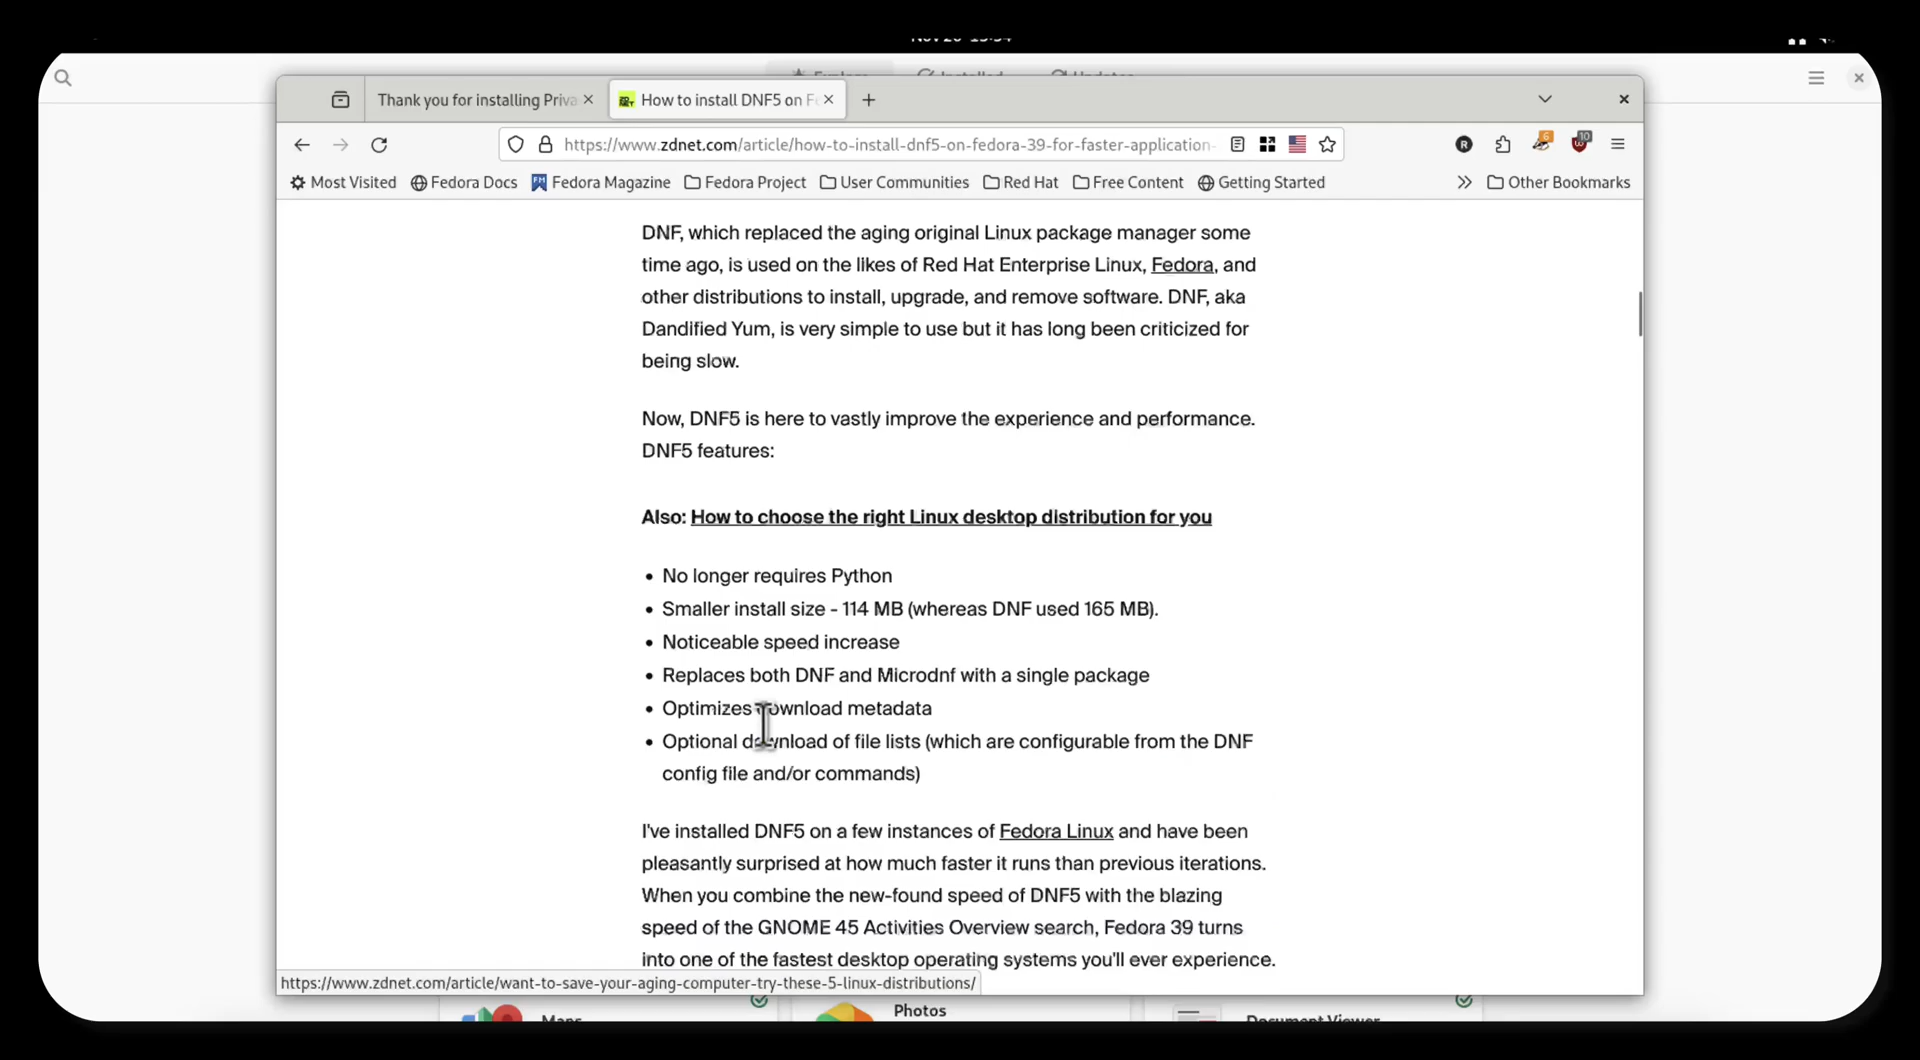 Thank you for installing Priva
How to install DNF5 on F
https://www.zdnet.com/article/how-to-install-dnf5-on-fedora-39-for-faster-application-
6
10
Most Visited
Fedora Docs
Fedora Magazine
Fedora Project
User Communities
Red Hat
Free Content
Getting Started
Other Bookmarks
DNF, which replaced the aging original Linux package manager some
time ago, is used on the likes of Red Hat Enterprise Linux, Fedora, and
other distributions to install, upgrade, and remove software. DNF, aka
Dandified Yum, is very simple to use but it has long been criticized for
being slow.
Now, DNF5 is here to vastly improve the experience and performance.
DNF5 features:
Also: How to choose the right Linux desktop distribution for you
• No longer requires Python
• Smaller install size - 114 MB (whereas DNF used 165 MB).
• Noticeable speed increase
• Replaces both DNF and Microdnf with a single package
• Optimizes download metadata
• Optional download of file lists (which are configurable from the DNF
config file and/or commands)
I've installed DNF5 on a few instances of Fedora Linux and have been
pleasantly surprised at how much faster it runs than previous iterations.
When you combine the new-found speed of DNF5 with the blazing
speed of the GNOME 45 Activities Overview search, Fedora 39 turns
into one of the fastest desktop operating systems you'll ever experience.
https://www.zdnet.com/article/want-to-save-your-aging-computer-try-these-5-linux-distributions/
Maps
Photos
Document Viewer